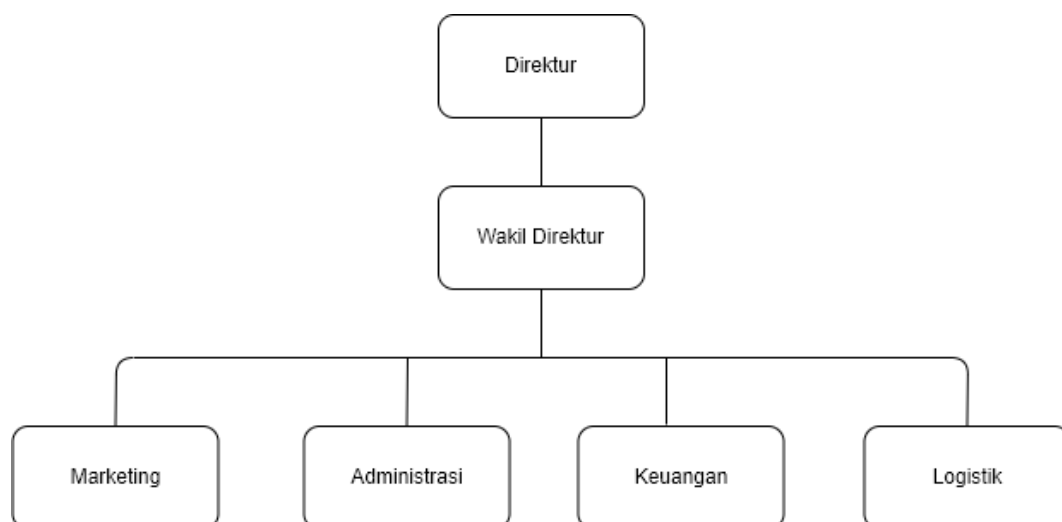 Direktur
Wakil Direktur
Marketing
Administrasi
Keuangan
Logistik